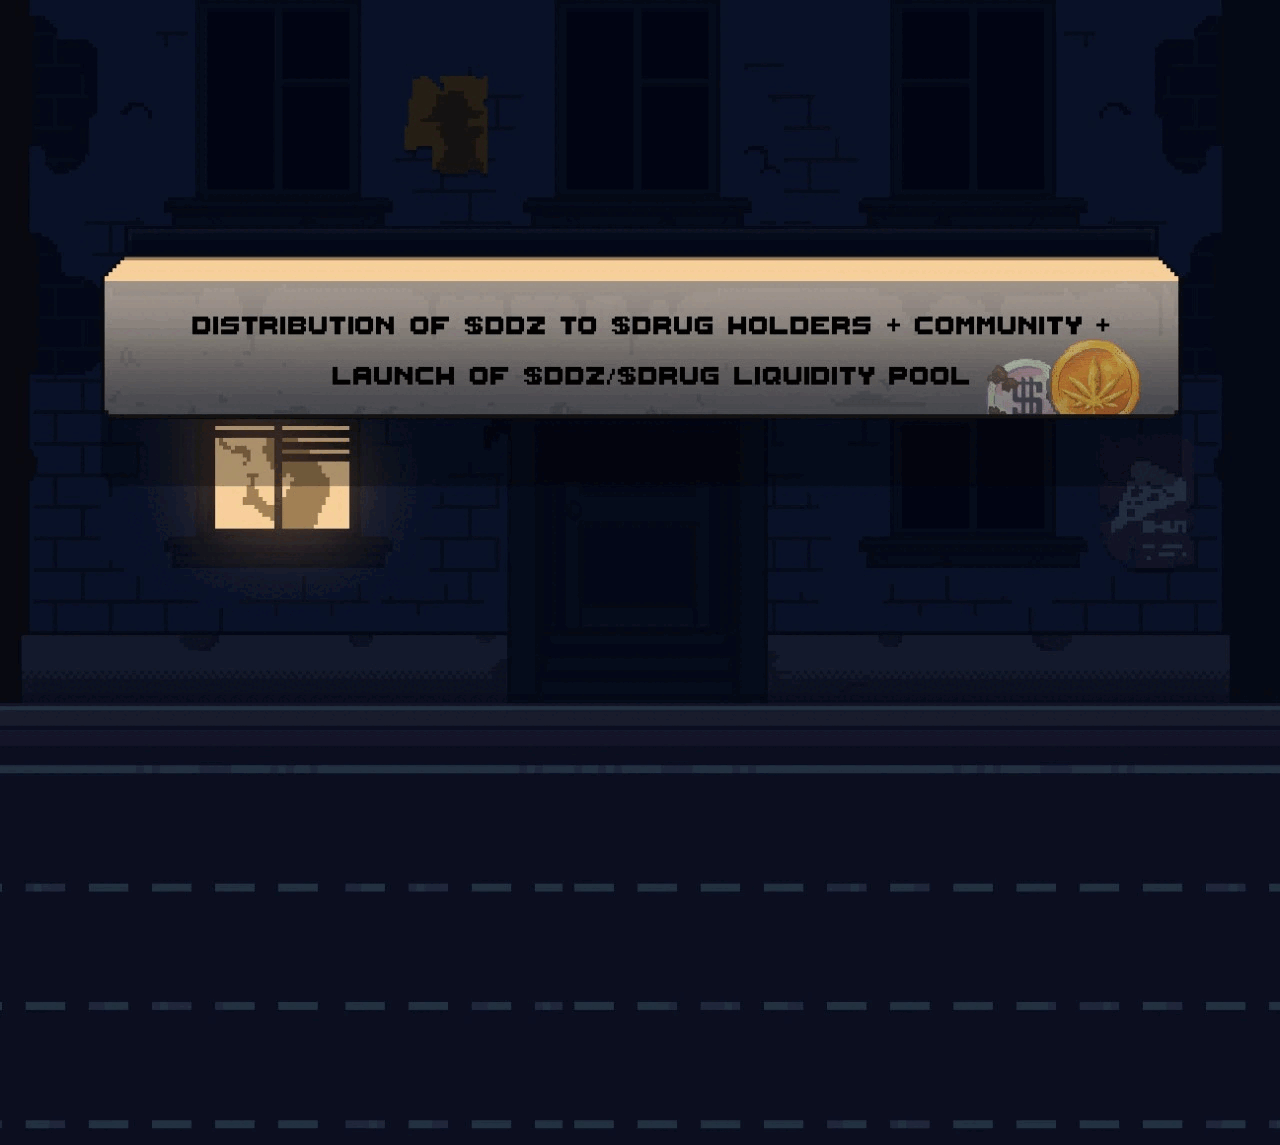 DISTRIBUTION OF $DDZ TO $DRUG HOLDERS + COMMUNITY +
LAUNCH OF $DDZ/$DRUG LIQUIDITY POOL
$